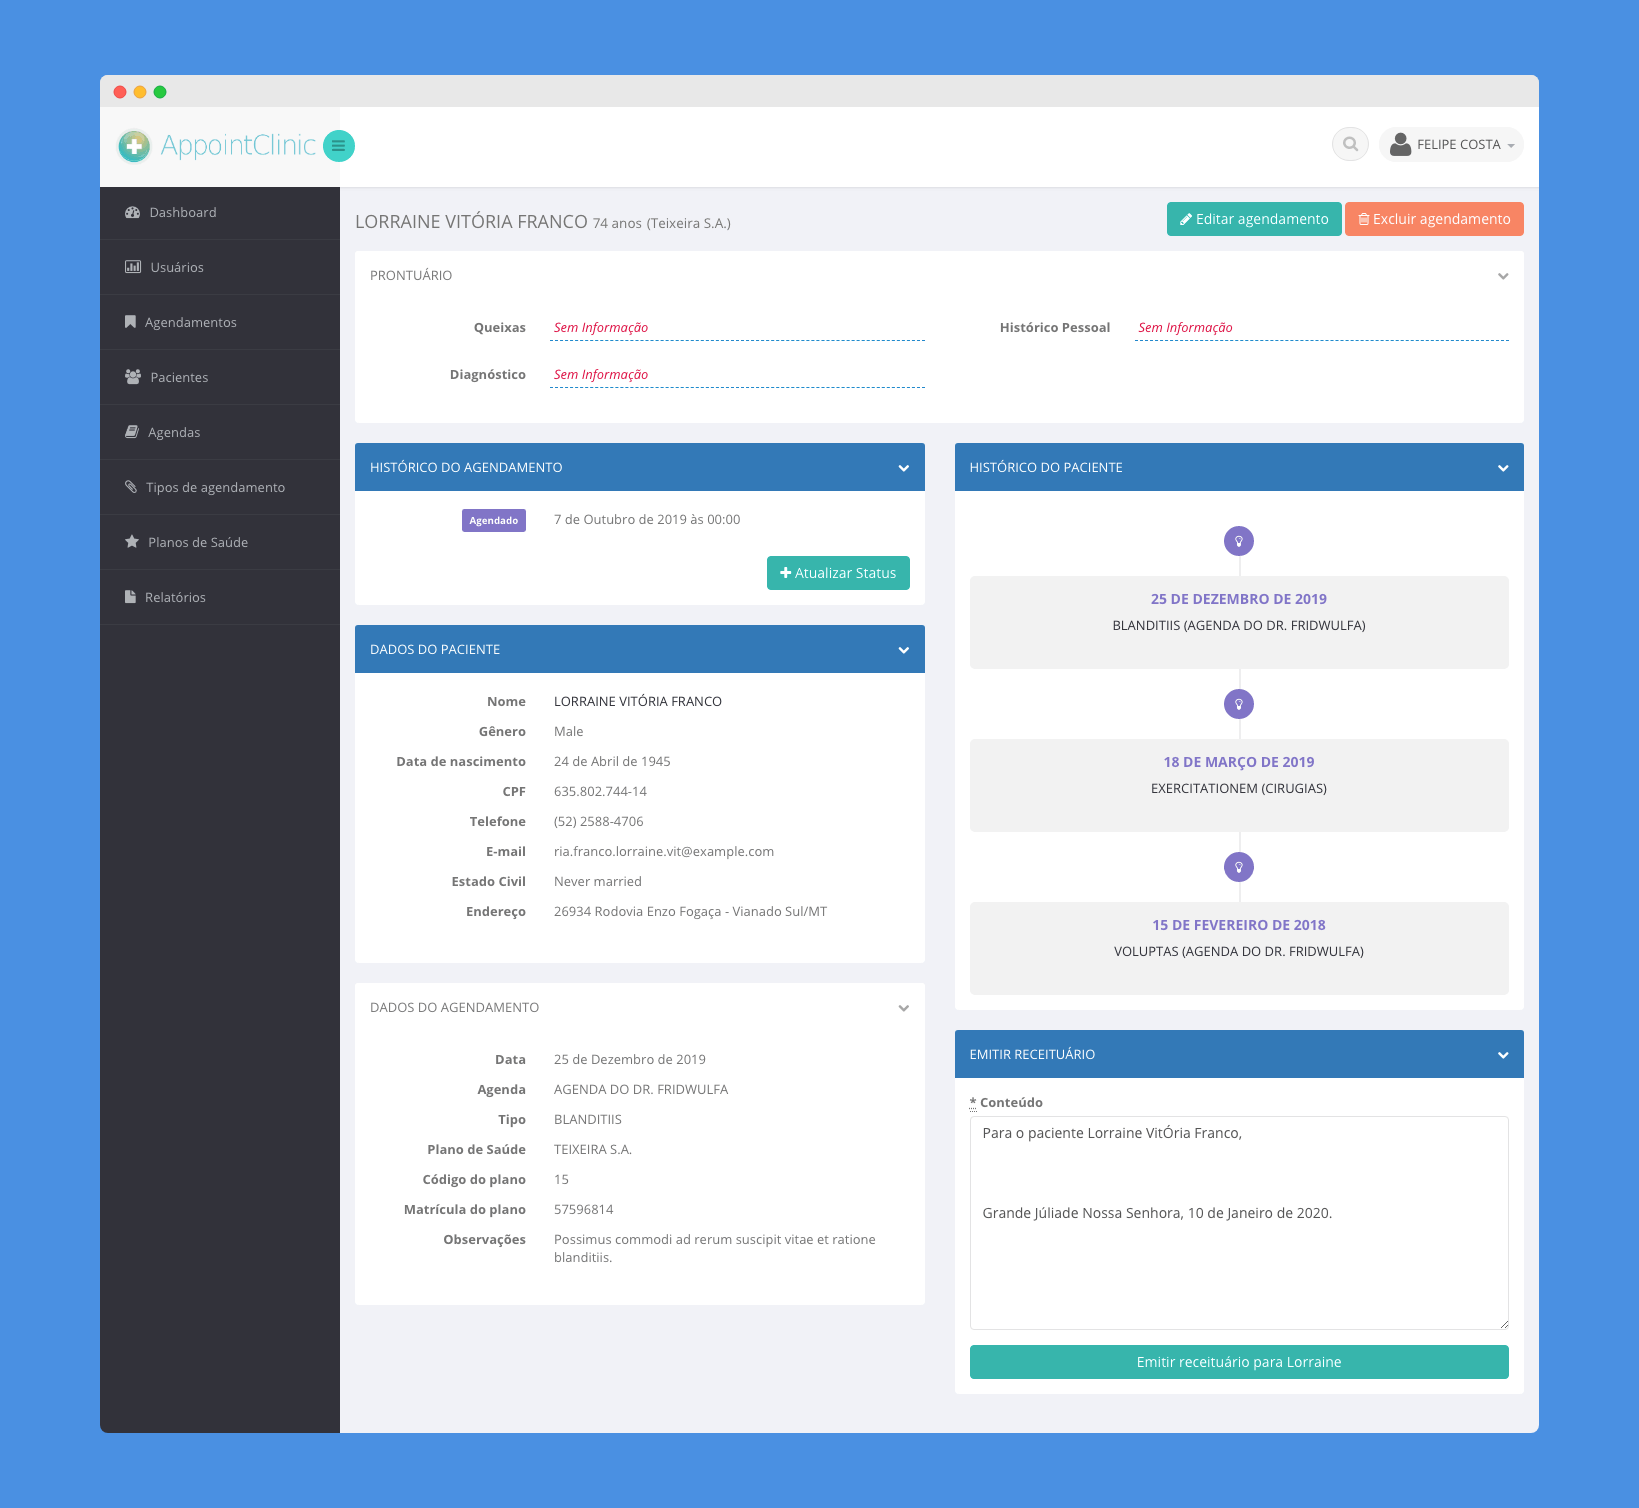 AppointClinic
FELIPE COSTA
Dashboard
Usuários
Agendamentos
Pacientes
Agendas
Tipos de agendamento
Planos de Saúde
Relatórios
LORRAINE VITÓRIA FRANCO 74 anos (Teixeira S.A.)
Editar agendamento
Excluir agendamento
PRONTUÁRIO
Queixas Sem Informação
Histórico Pessoal Sem Informação
Diagnóstico Sem Informação
HISTÓRICO DO AGENDAMENTO
Agendado 7 de Outubro de 2019 às 00:00
Atualizar Status
DADOS DO PACIENTE
Nome LORRAINE VITÓRIA FRANCO
Gênero Male
Data de nascimento 24 de Abril de 1945
CPF 635.802.744-14
Telefone (52) 2588-4706
E-mail ria.franco.lorraine.vit@example.com
Estado Civil Never married
Endereço 26934 Rodovia Enzo Fogaça - Vianado Sul/MT
DADOS DO AGENDAMENTO
Data 25 de Dezembro de 2019
Agenda AGENDA DO DR. FRIDWULFA
Tipo BLANDITIIS
Plano de Saúde TEIXEIRA S.A.
Código do plano 15
Matrícula do plano 57596814
Observações Possimus commodi ad rerum suscipit vitae et ratione
blanditiis.
HISTÓRICO DO PACIENTE
25 DE DEZEMBRO DE 2019
BLANDITIIS (AGENDA DO DR. FRIDWULFA)
18 DE MARÇO DE 2019
EXERCITATIONEM (CIRUGIAS)
15 DE FEVEREIRO DE 2018
VOLUPTAS (AGENDA DO DR. FRIDWULFA)
EMITIR RECEITUÁRIO
* Conteúdo
Para o paciente Lorraine VitÓria Franco,
Grande Júliade Nossa Senhora, 10 de Janeiro de 2020.
Emitir receituário para Lorraine